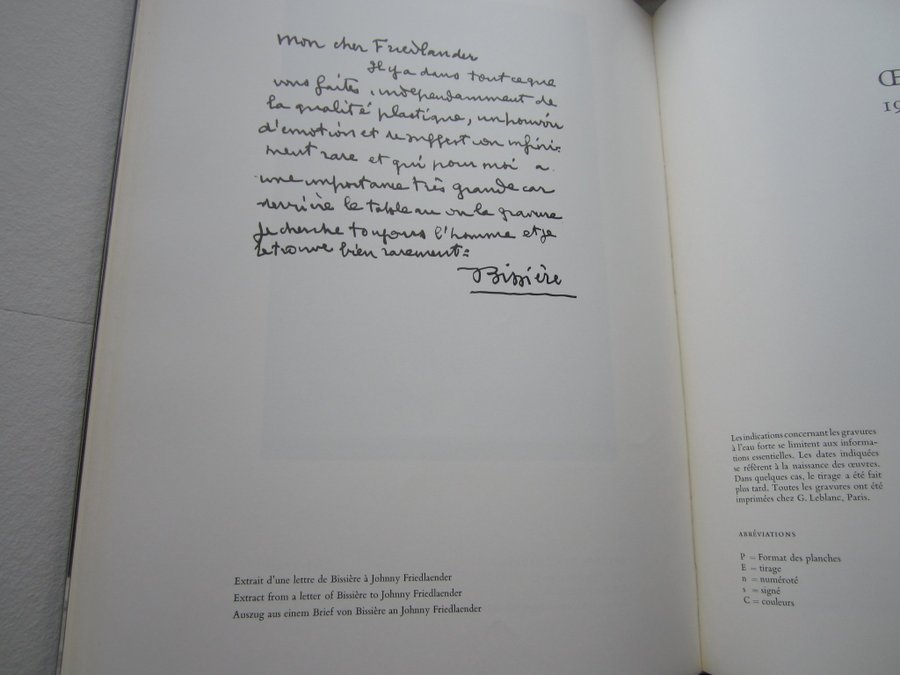 Mon cher Friedlander
Il y a dans tout ce que
vous faites, independamment de
la qualité plastique, un pouvoir
d'emotion et de suggestion infini-
ment rare et qui pour moi a
une importance très grande car
derrière le tableau ou la gravure
je cherche toujours l'homme et je
le trouve bien rarement.
Bissière
Extrait d'une lettre de Bissière à Johnny Friedlaender
Extract from a letter of Bissière to Johnny Friedlaender
Auszug aus einem Brief von Bissière an Johnny Friedlaender
Œ
19
Les indications concernant les gravures
à l'eau forte se limitent aux informa-
tions essentielles. Les dates indiquées
se réfèrent à la naissance des œuvres.
Dans quelques cas, le tirage a été fait
plus tard. Toutes les gravures ont été
imprimées chez G. Leblanc, Paris.
ABRÉVIATIONS
P = Format des planches
E = tirage
n = numéroté
s = signé
C = couleurs